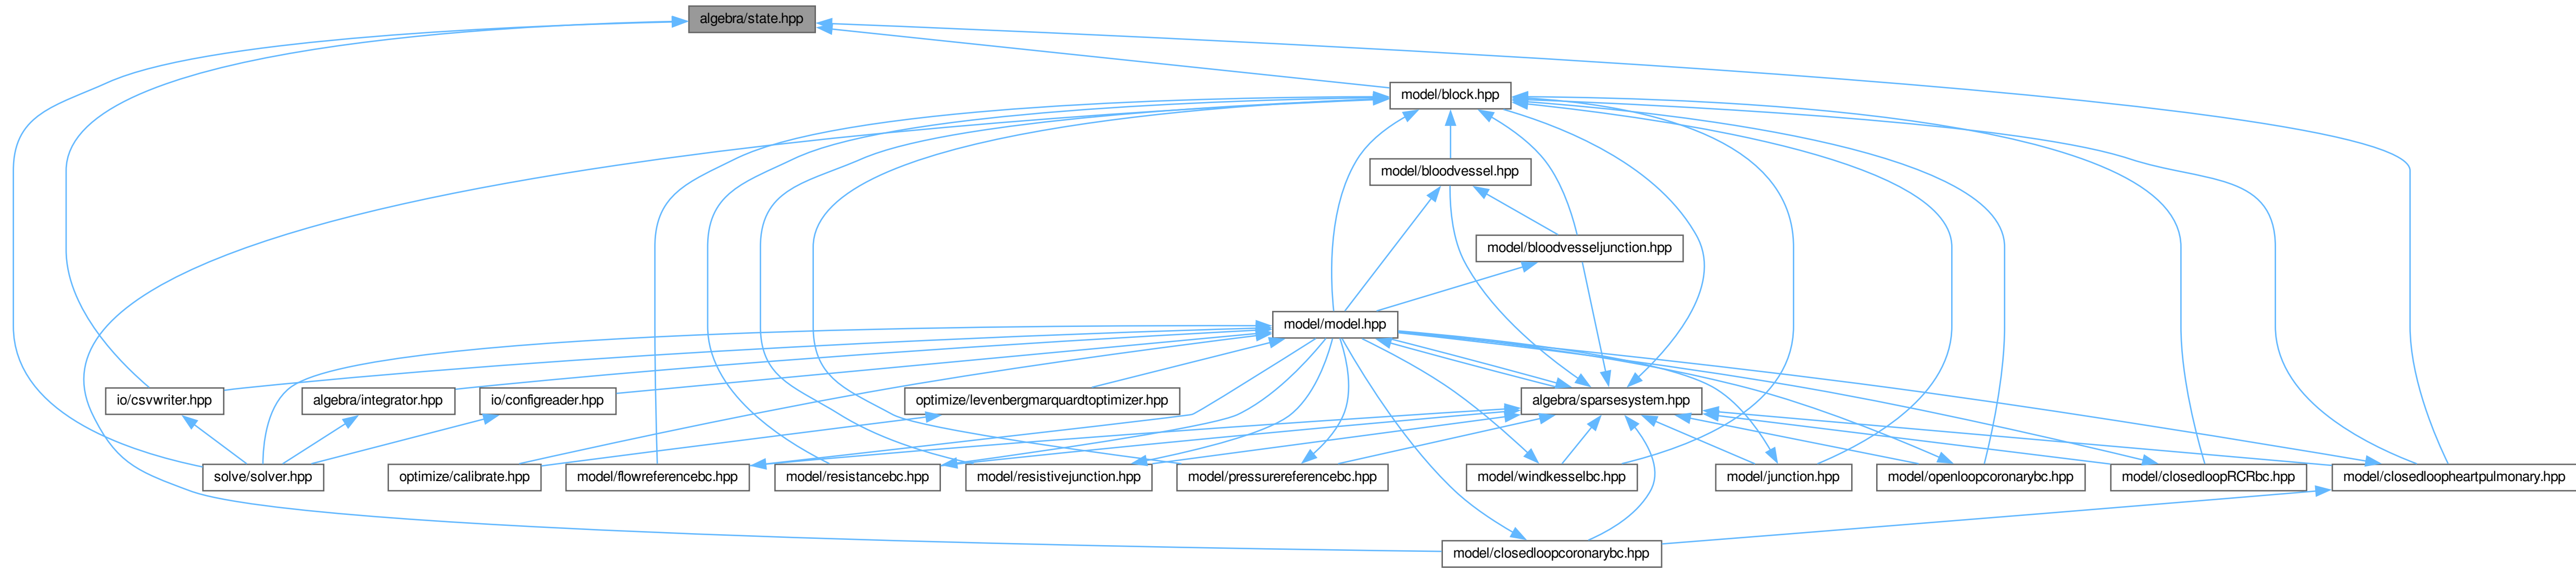 algebra/state.hpp
model/block.hpp
model/bloodvessel.hpp
model/bloodvesseljunction.hpp
model/model.hpp
io/csvwriter.hpp
algebra/integrator.hpp
io/configreader.hpp
optimize/levenbergmarquardtoptimizer.hpp
algebra/sparsesystem.hpp
solve/solver.hpp
optimize/calibrate.hpp
model/flowreferencebc.hpp
model/resistancebc.hpp
model/resistivejunction.hpp
model/pressurereferencebc.hpp
model/windkesselbc.hpp
model/junction.hpp
model/openloopcoronarybc.hpp
model/closedloopRCRbc.hpp
model/closedloopheartpulmonary.hpp
model/closedloopcoronarybc.hpp